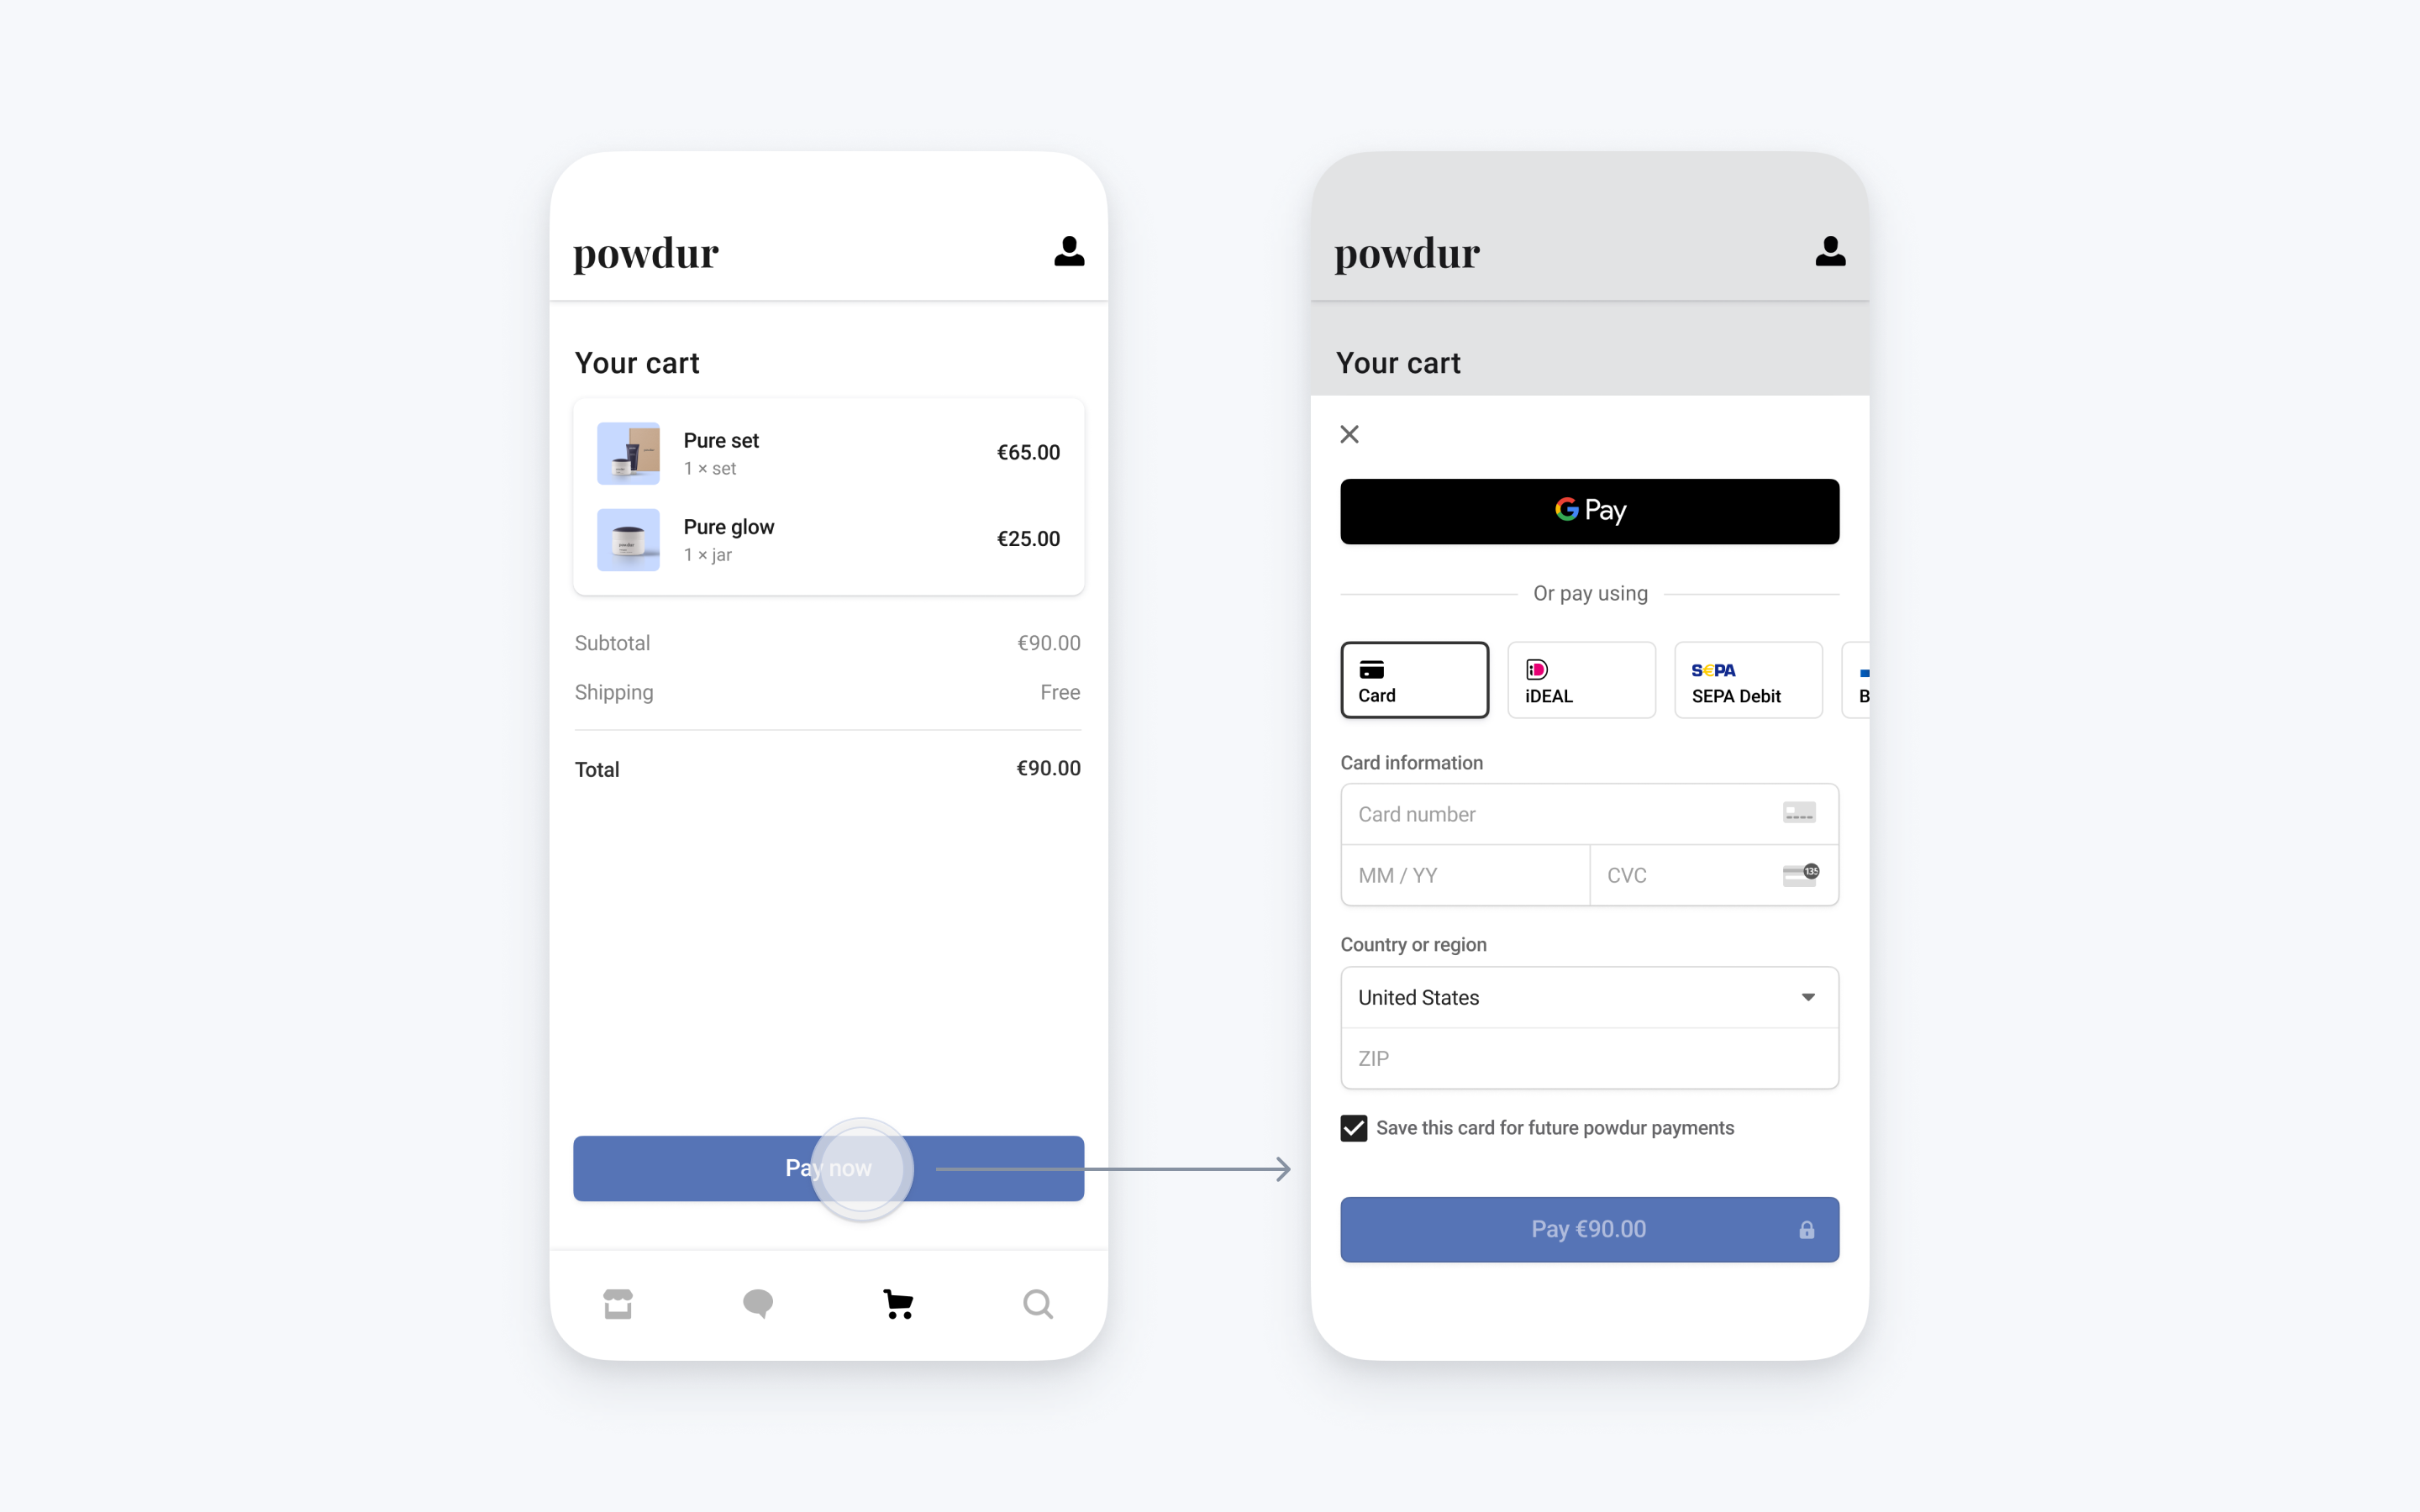 powdur
Your cart
Pure set
1 × set
€65.00
Pure glow
1 × jar
€25.00
Subtotal
€90.00
Shipping
Free
Total
€90.00
Pay now
powdur
Your cart
G Pay
Or pay using
Card
iDEAL
SEPA
SEPA Debit
B
Card information
Card number
MM / YY
CVC
135
Country or region
United States
ZIP
Save this card for future powdur payments
Pay €90.00